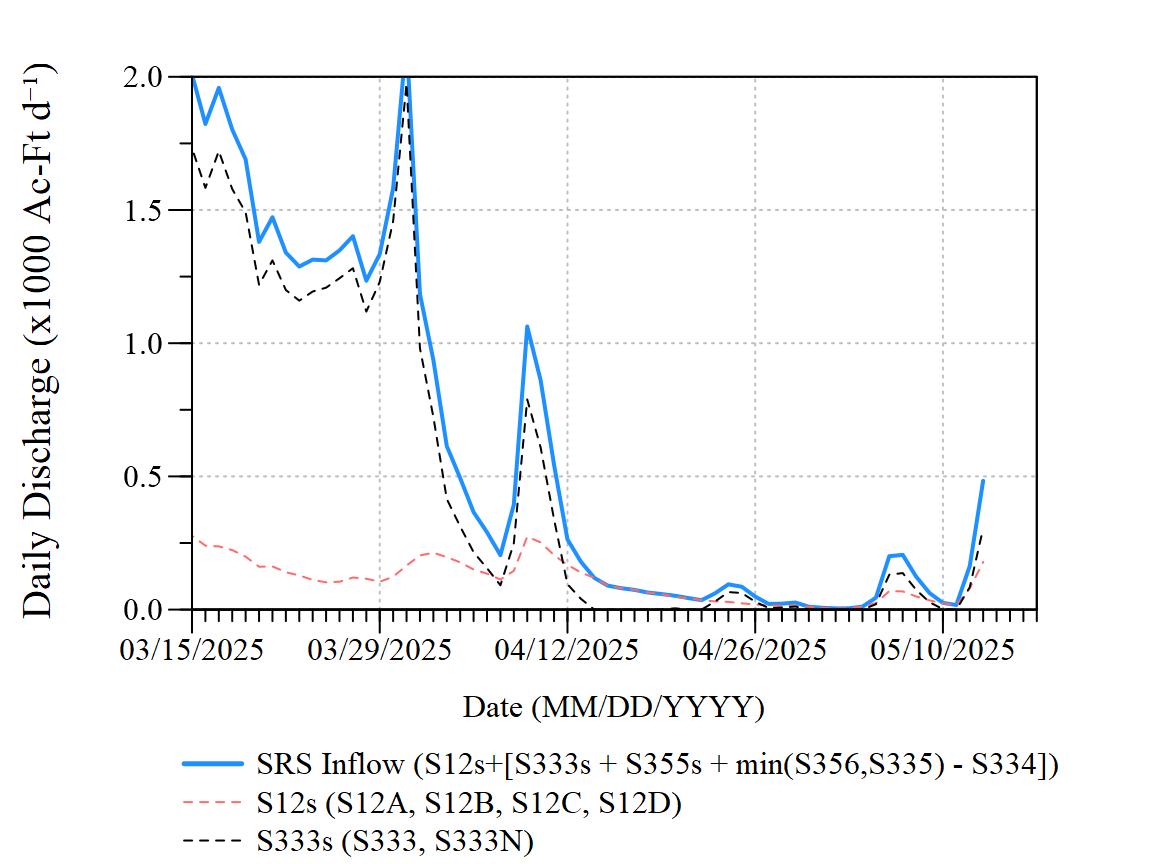 Daily Discharge (x1000 Ac-Ft d⁻¹)
2.0
1.5
1.0
0.5
0.0
03/15/2025 03/29/2025 04/12/2025 04/26/2025 05/10/2025
Date (MM/DD/YYYY)
SRS Inflow (S12s+[S333s + S355s + min(S356,S335) - S334])
S12s (S12A, S12B, S12C, S12D)
S333s (S333, S333N)